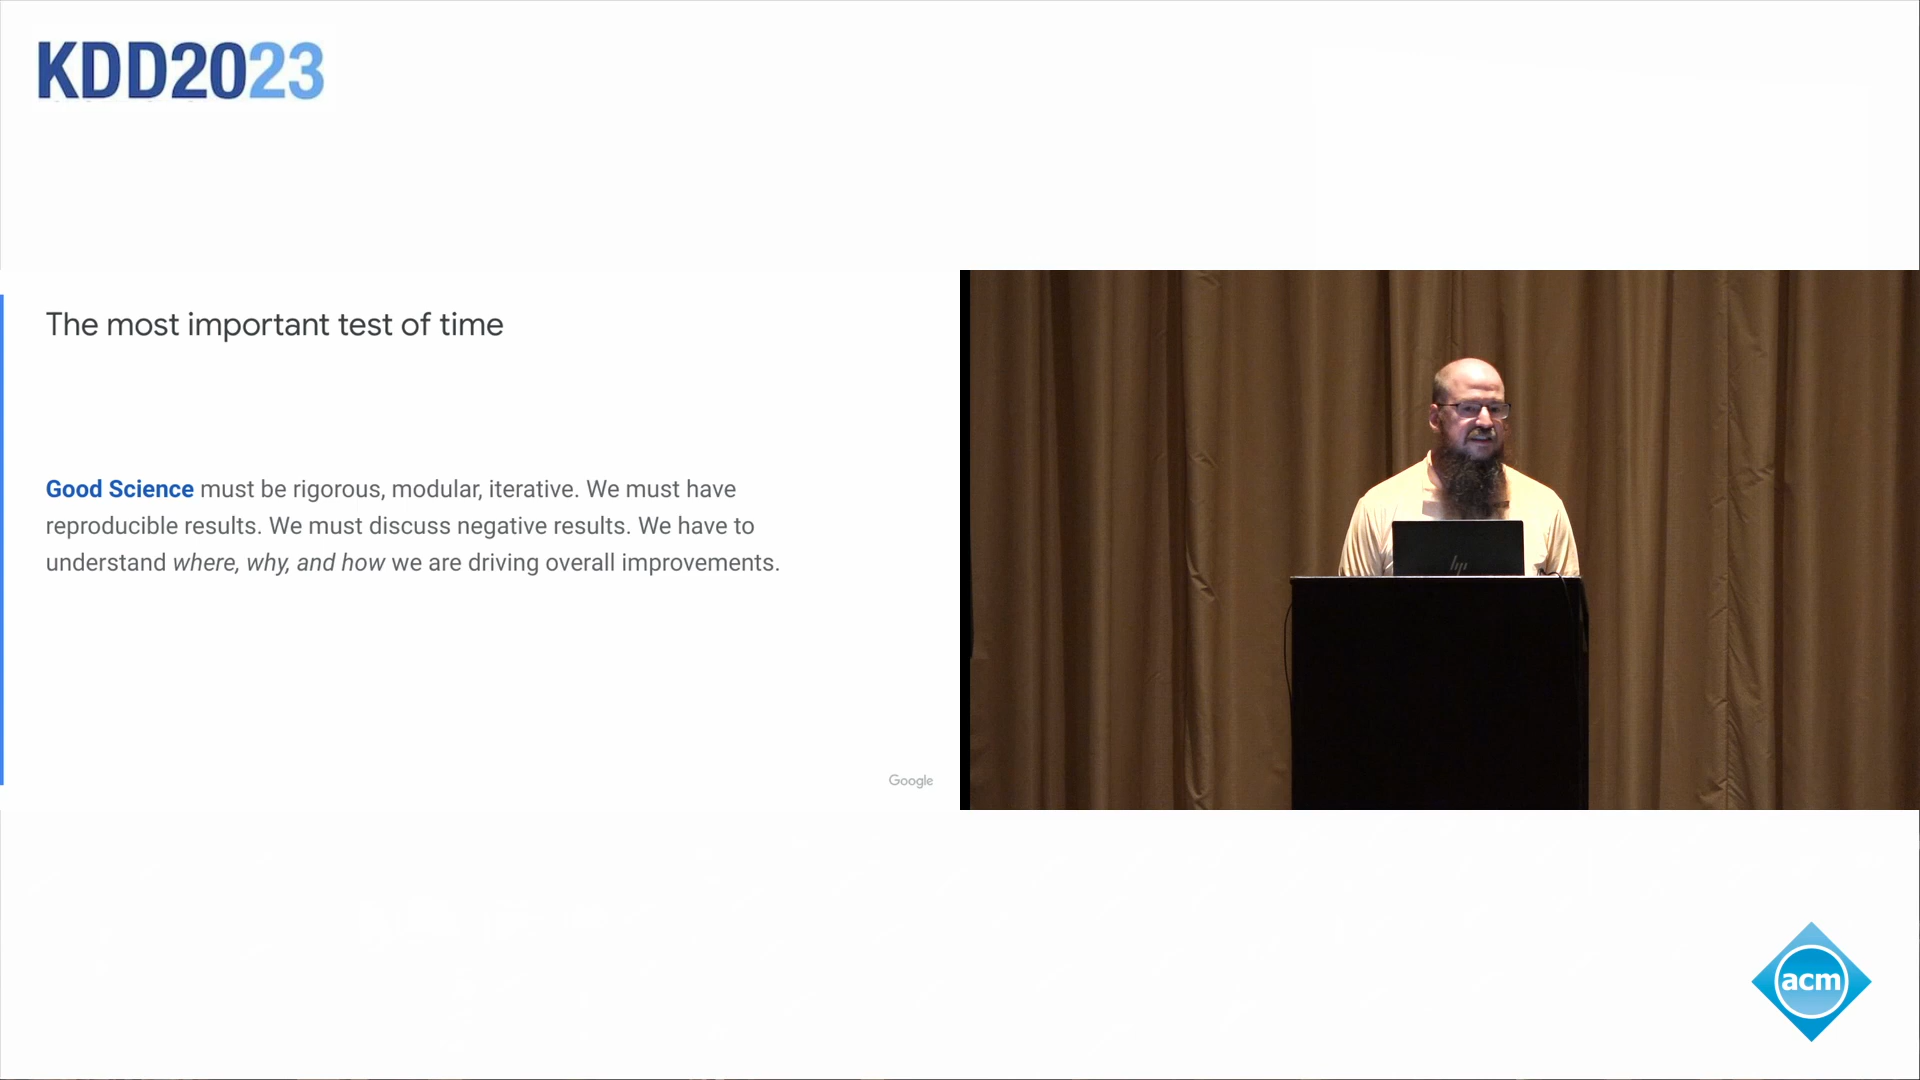 KDD2023
The most important test of time
Good Science must be rigorous, modular, iterative. We must have
reproducible results. We must discuss negative results. We have to
understand where, why, and how we are driving overall improvements.
Google
hp
acm